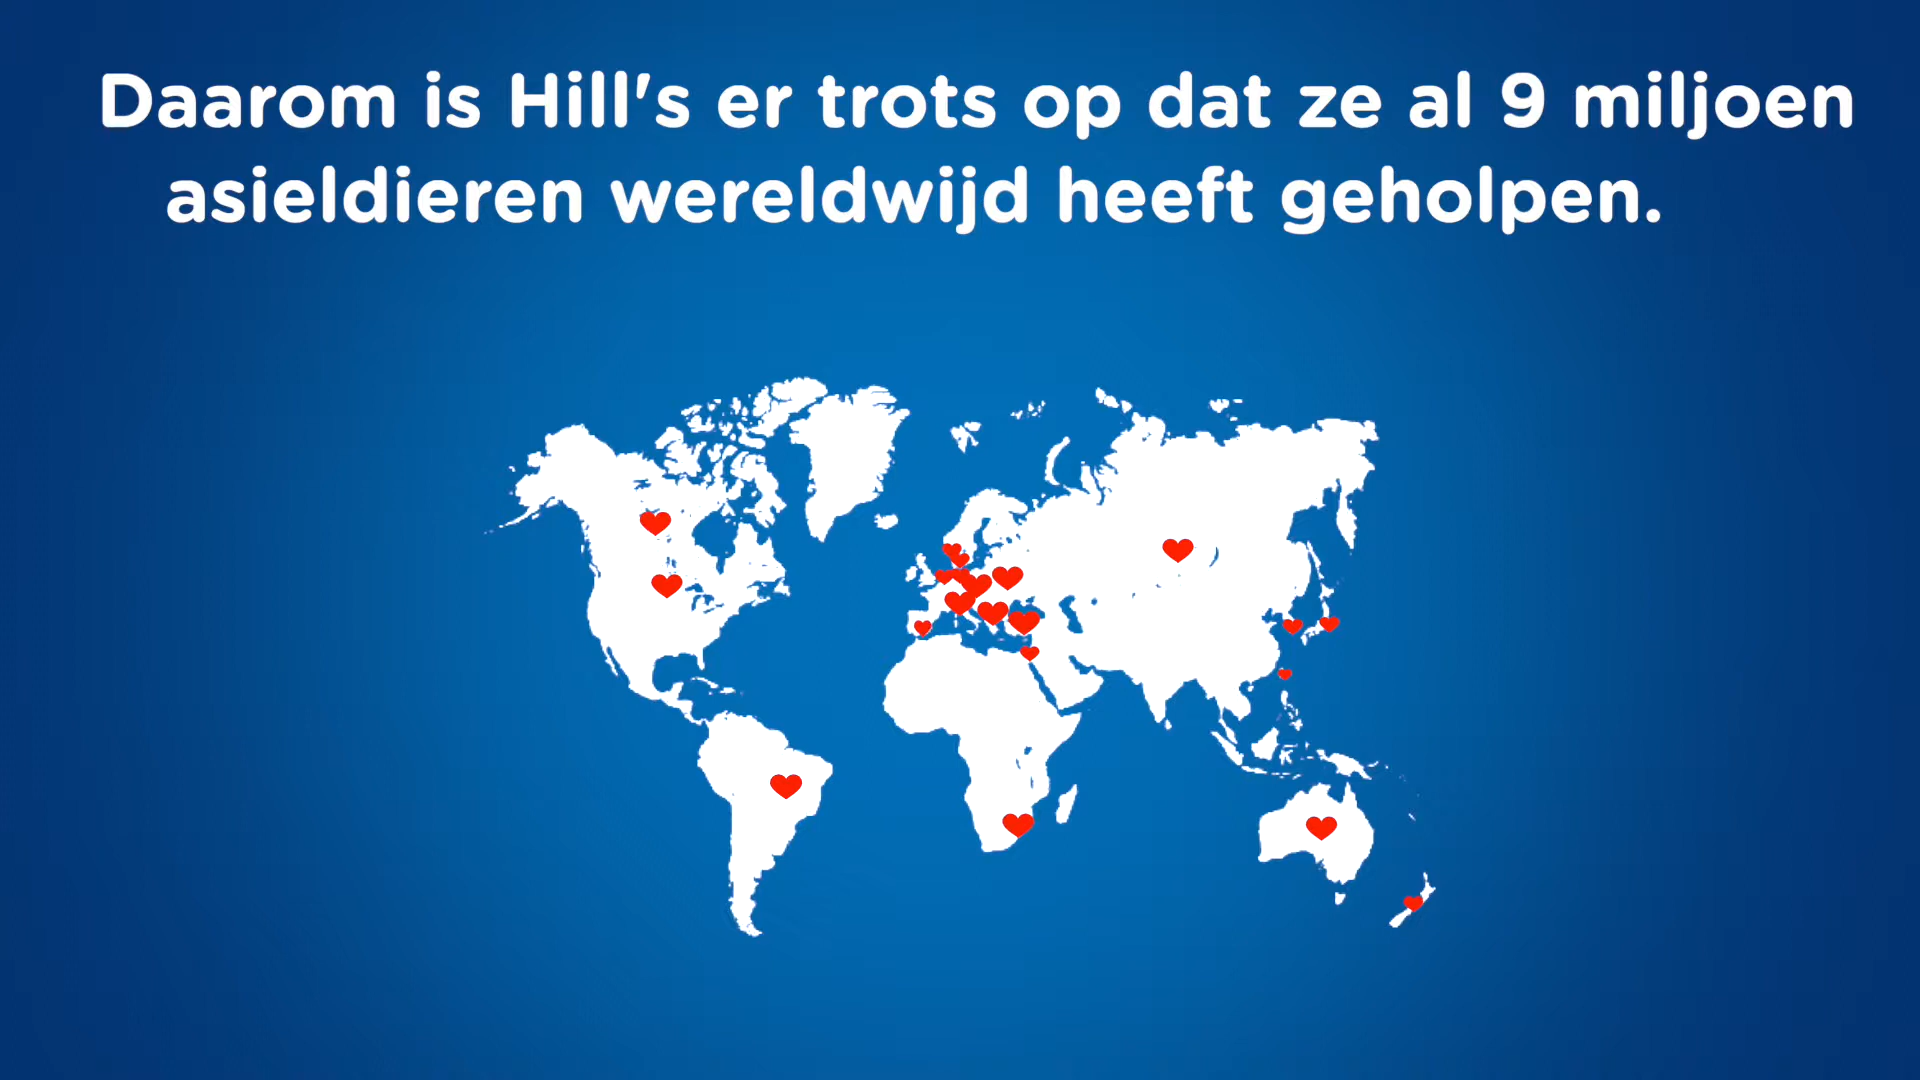 Daarom is Hill's er trots op dat ze al 9 miljoen
asieldieren wereldwijd heeft geholpen.